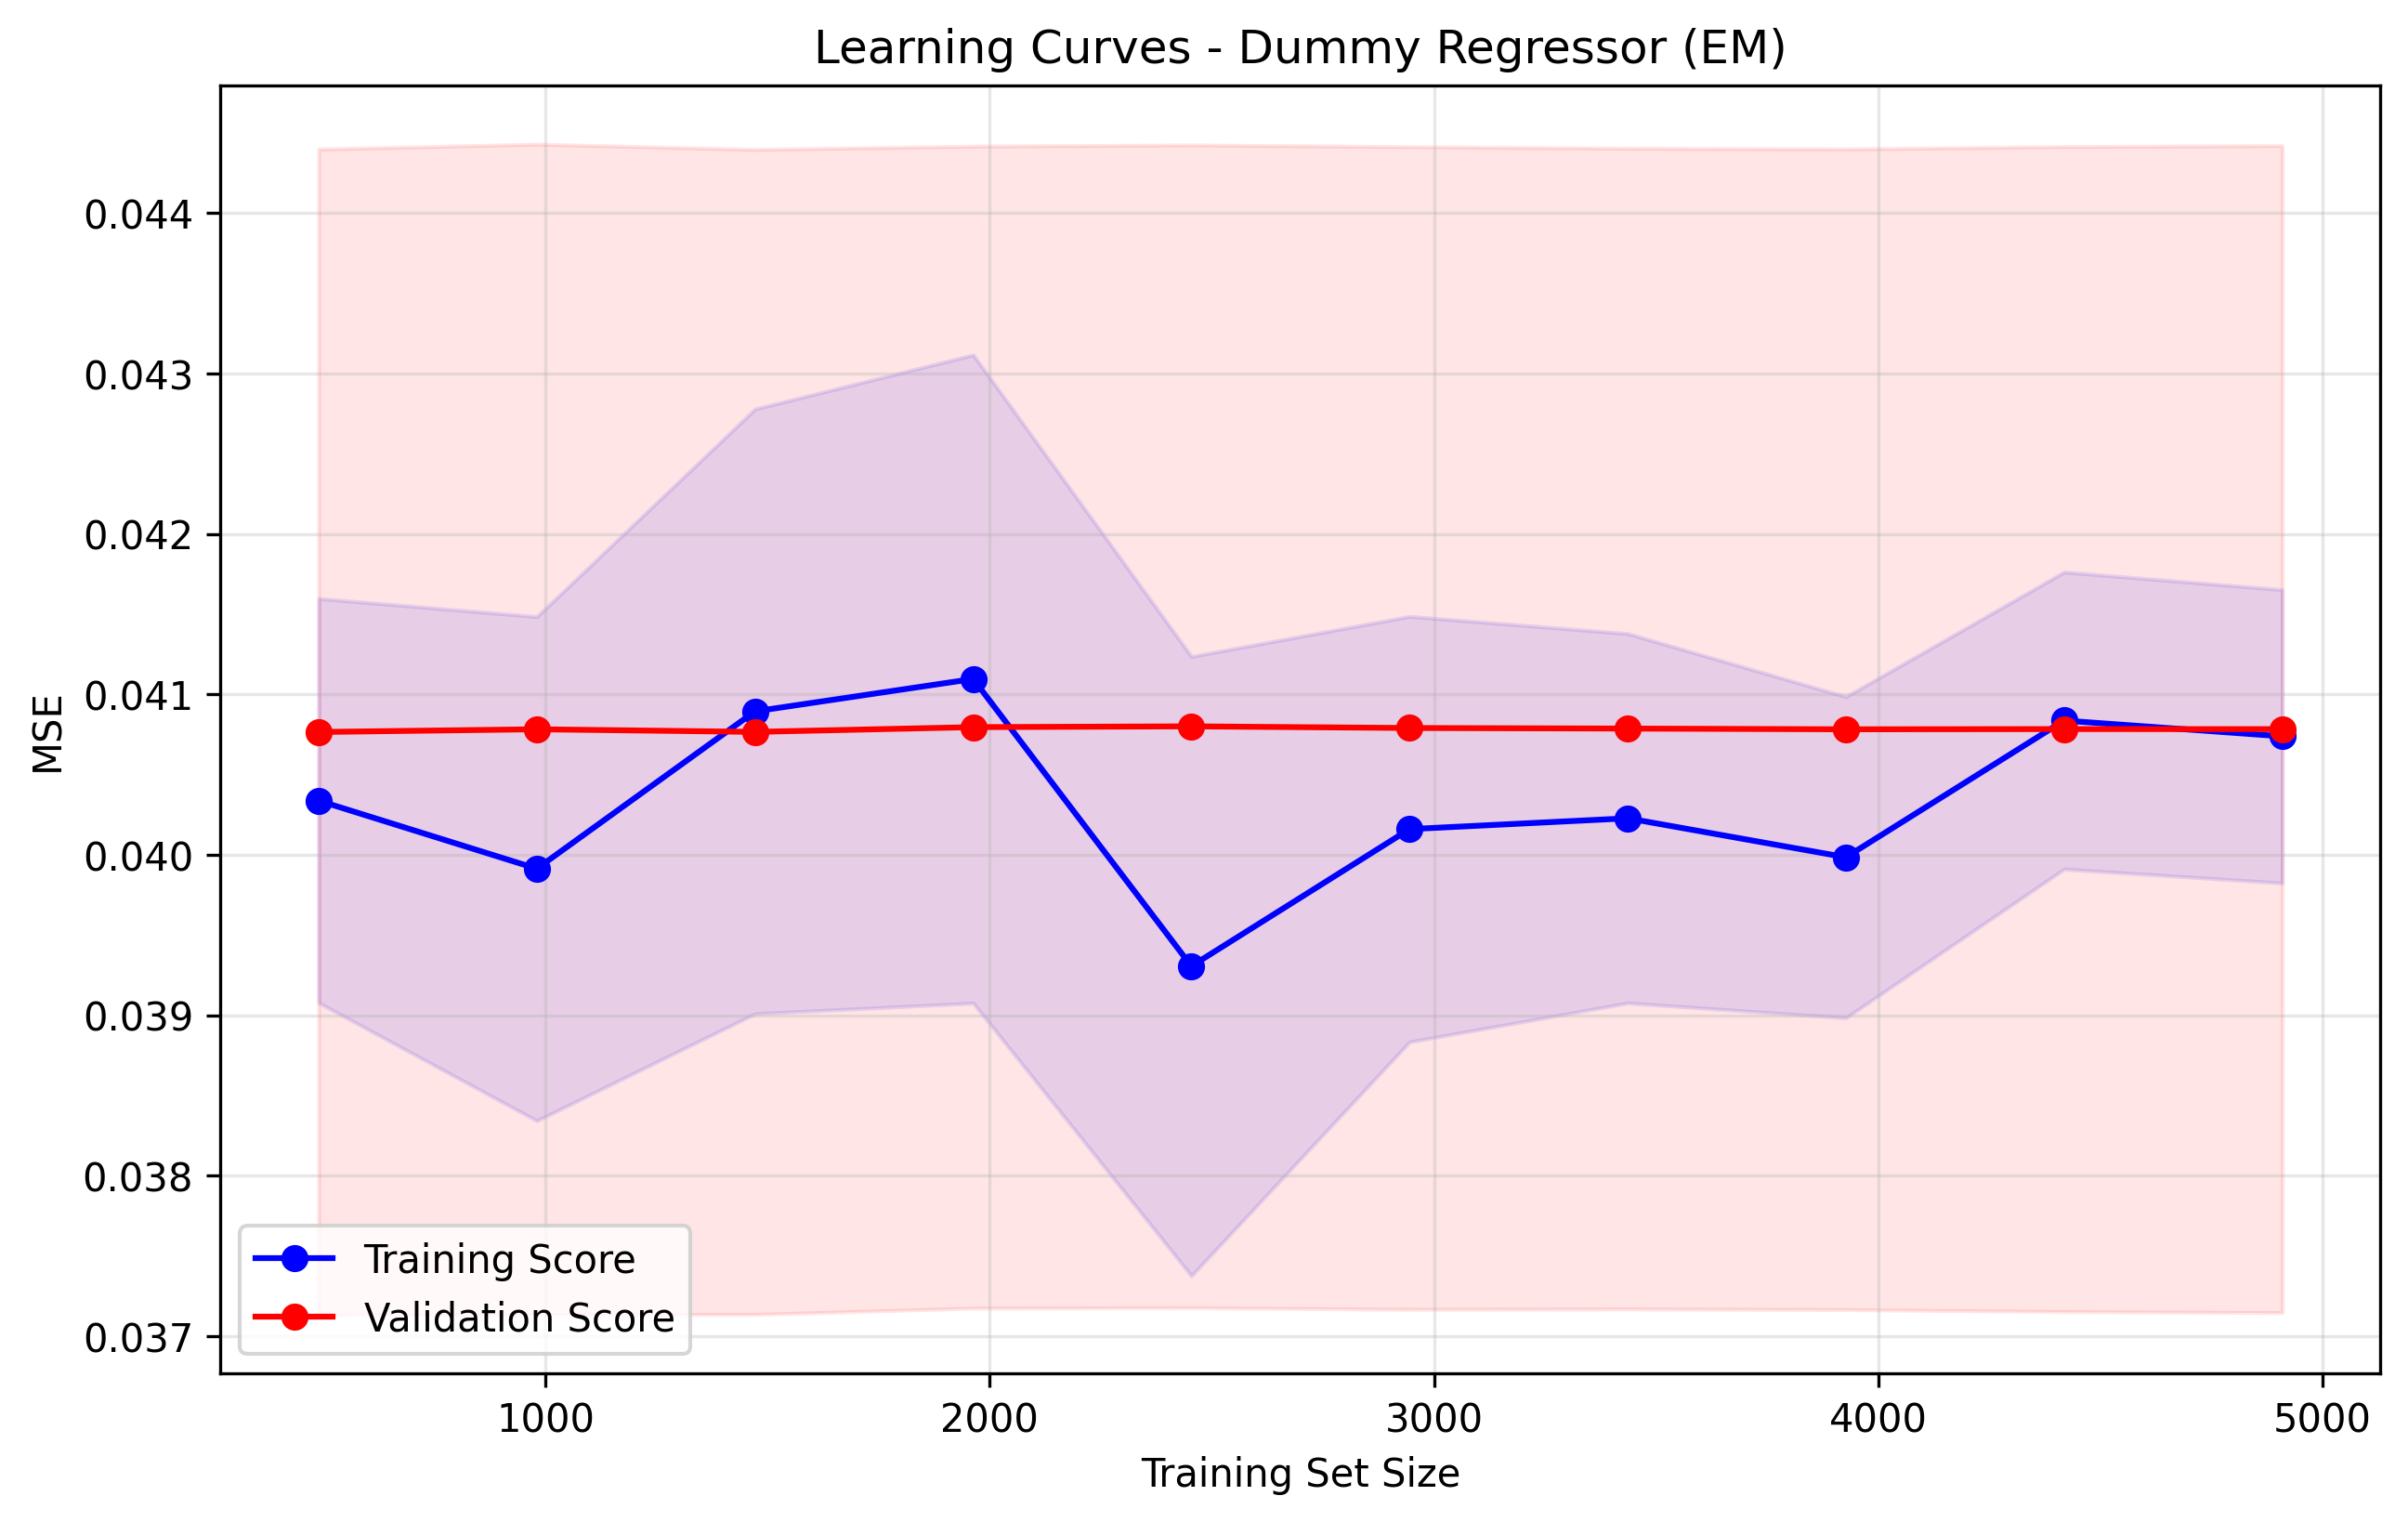 Learning Curves - Dummy Regressor (EM)
MSE
0.044
0.043
0.042
0.041
0.040
0.039
0.038
0.037
Training Score
Validation Score
1000 2000 3000 4000 5000
Training Set Size